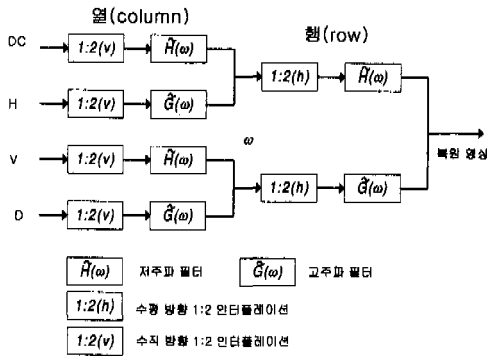 열(column)
행(row)
DC 1:2(v) H̃(ω) 1:2(h) H̃(ω)
H 1:2(v) G̃(ω)
ω
복원 영상
V 1:2(v) H̃(ω)
D 1:2(v) G̃(ω) 1:2(h) G̃(ω)
H̃(ω) 저주파 필터 G̃(ω) 고주파 필터
1:2(h) 수평 방향 1:2 인터플레이션
1:2(v) 수직 방향 1:2 인터플레이션